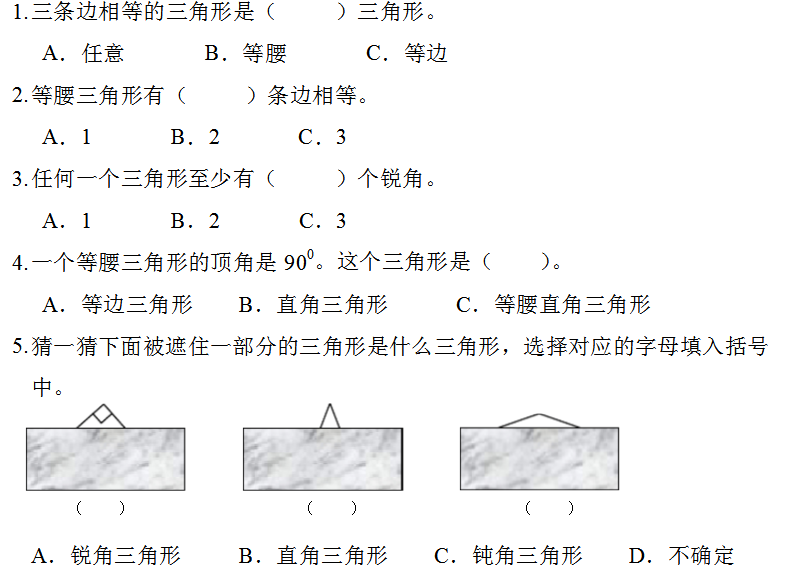 1.三条边相等的三角形是（　　）三角形。
A．任意　B．等腰　C．等边
2.等腰三角形有（　　）条边相等。
A．1　B．2　C．3
3.任何一个三角形至少有（　　）个锐角。
A．1　B．2　C．3
4.一个等腰三角形的顶角是 90⁰。这个三角形是（　　）。
A．等边三角形　B．直角三角形　C．等腰直角三角形
5.猜一猜下面被遮住一部分的三角形是什么三角形，选择对应的字母填入括号
中。
（　　）　（　　）　（　　）
A．锐角三角形　B．直角三角形　C．钝角三角形　D．不确定